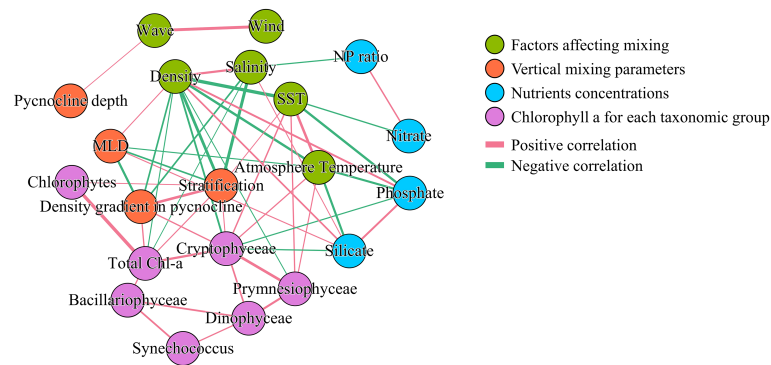 Wave
Wind
NP ratio
Salinity
Density
SST
Pycnocline depth
Nitrate
MLD
Atmosphere Temperature
Chlorophytes
Stratification
Phosphate
Density gradient in pycnocline
Cryptophyceae
Silicate
Total Chl-a
Prymnesiophyceae
Bacillariophyceae
Dinophyceae
Synechococcus
Factors affecting mixing
Vertical mixing parameters
Nutrients concentrations
Chlorophyll a for each taxonomic group
Positive correlation
Negative correlation